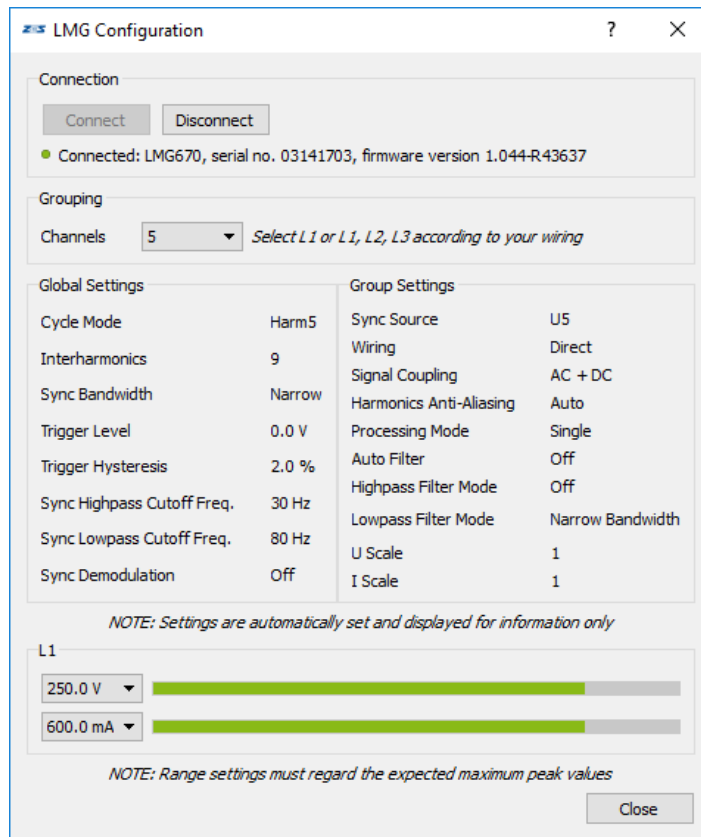 ZES LMG Configuration ? ×
Connection
Connect Disconnect
Connected: LMG670, serial no. 03141703, firmware version 1.044-R43637
Grouping
Channels 5 Select L1 or L1, L2, L3 according to your wiring
Global Settings
Cycle Mode Harm5
Interharmonics 9
Sync Bandwidth Narrow
Trigger Level 0.0 V
Trigger Hysteresis 2.0 %
Sync Highpass Cutoff Freq. 30 Hz
Sync Lowpass Cutoff Freq. 80 Hz
Sync Demodulation Off
Group Settings
Sync Source U5
Wiring Direct
Signal Coupling AC + DC
Harmonics Anti-Aliasing Auto
Processing Mode Single
Auto Filter Off
Highpass Filter Mode Off
Lowpass Filter Mode Narrow Bandwidth
U Scale 1
I Scale 1
NOTE: Settings are automatically set and displayed for information only
L1
250.0 V
600.0 mA
NOTE: Range settings must regard the expected maximum peak values
Close